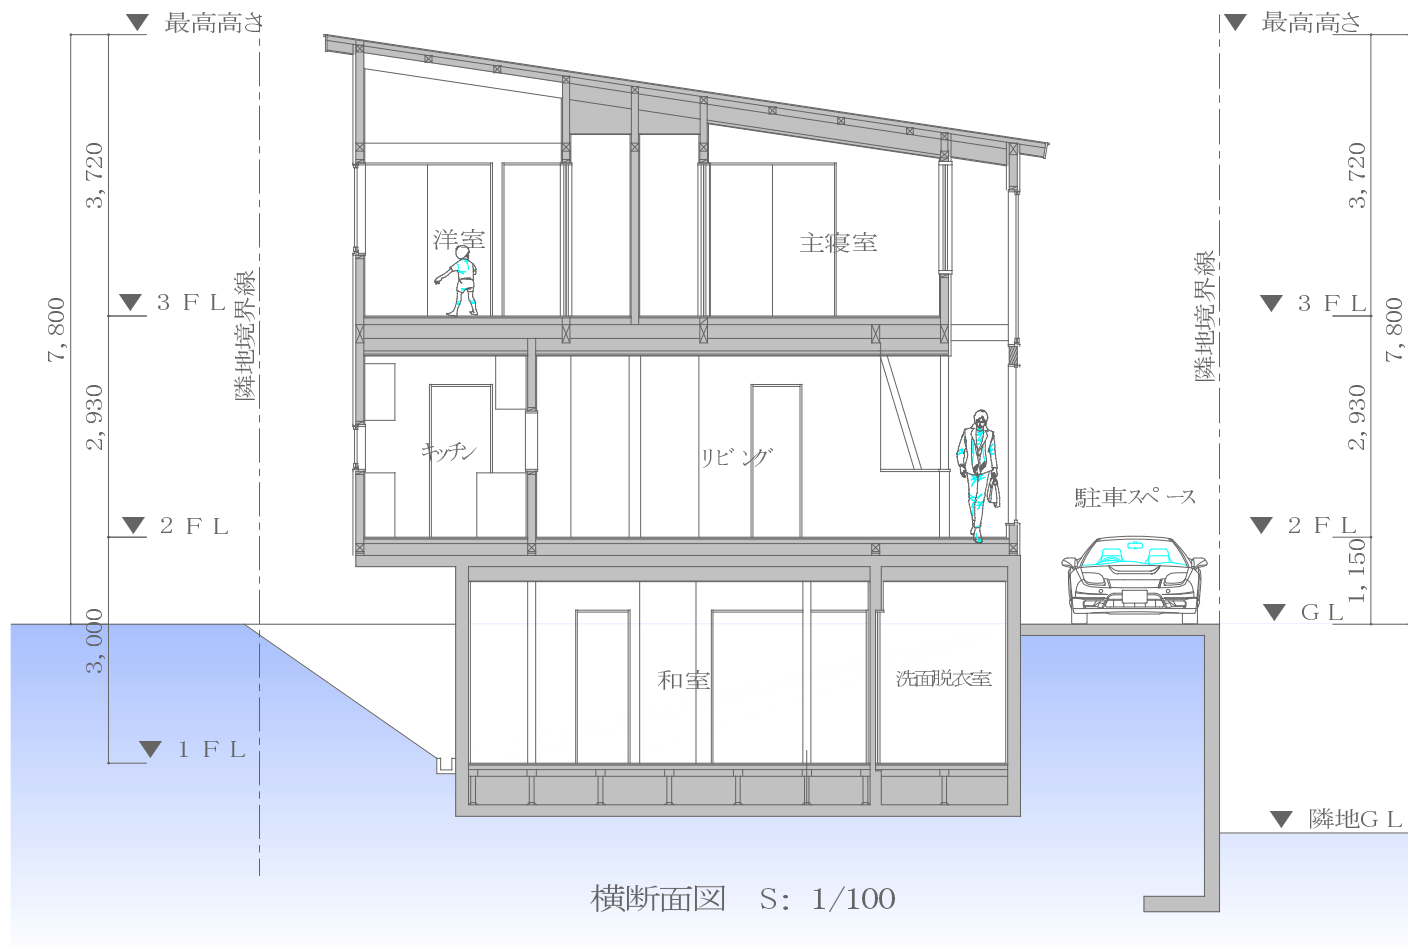 最高高さ
最高高さ
3,720
3,720
洋室
主寝室
隣地境界線
隣地境界線
3FL
3FL
7,800
7,800
2,930
2,930
キッチン
リビング
駐車スペース
2FL
2FL
1,150
GL
3,000
和室
洗面脱衣室
1FL
隣地GL
横断面図 S: 1/100